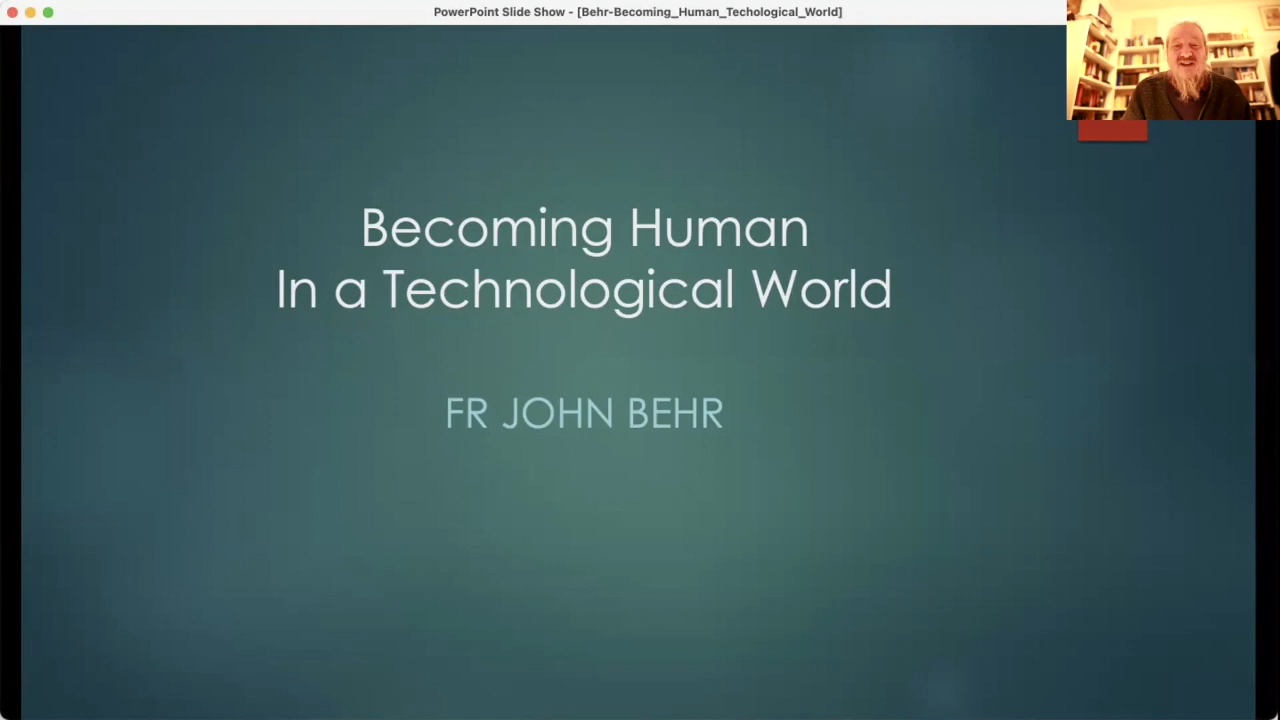 PowerPoint Slide Show - [Behr-Becoming_Human_Techological_World]
Becoming Human
In a Technological World
FR JOHN BEHR